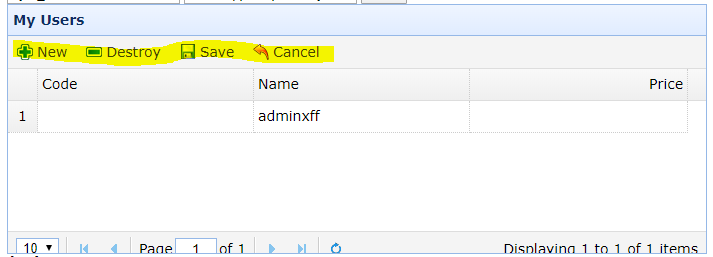 My Users
New Destroy Save Cancel
Code Name Price
1 adminxff
10 Page 1 of 1 Displaying 1 to 1 of 1 items